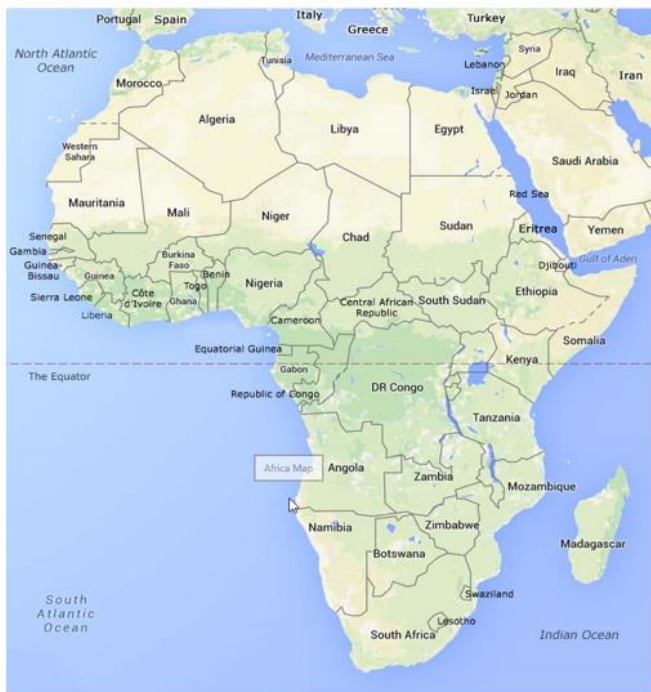 Portugal
Spain
Italy
Greece
Turkey
North Atlantic
Ocean
Mediterranean Sea
Syria
Lebanon
Iraq
Iran
Israel
Jordan
Tunisia
Morocco
Algeria
Libya
Egypt
Western
Sahara
Saudi Arabia
Red Sea
Mauritania
Mali
Niger
Chad
Sudan
Eritrea
Yemen
Gulf of Aden
Senegal
Gambia
Guinea-
Bissau
Guinea
Sierra Leone
Liberia
Côte
d'Ivoire
Burkina
Faso
Ghana
Togo
Benin
Nigeria
Cameroon
Central African
Republic
South Sudan
Ethiopia
Djibouti
Somalia
Equatorial Guinea
Gabon
Republic of Congo
DR Congo
Kenya
The Equator
Tanzania
Africa Map
Angola
Zambia
Mozambique
Namibia
Zimbabwe
Botswana
Madagascar
Swaziland
Lesotho
South Africa
South
Atlantic
Ocean
Indian Ocean